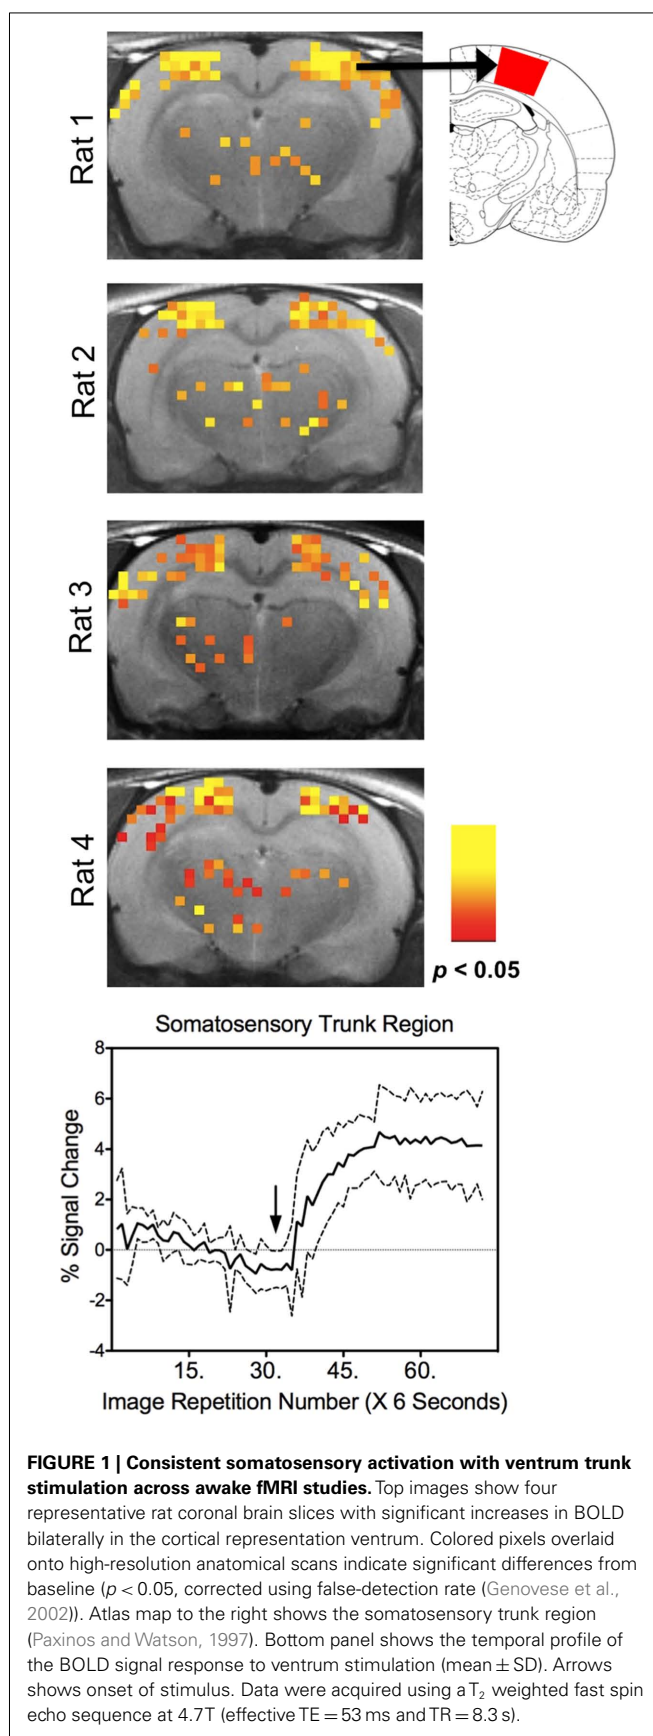 Rat 1
Rat 2
Rat 3
Rat 4
p < 0.05
Somatosensory Trunk Region
8
6
4
2
0
-2
-4
% Signal Change
15. 30. 45. 60.
Image Repetition Number (X 6 Seconds)
FIGURE 1 | Consistent somatosensory activation with ventrum trunk
stimulation across awake fMRI studies. Top images show four
representative rat coronal brain slices with significant increases in BOLD
bilaterally in the cortical representation ventrum. Colored pixels overlaid
onto high-resolution anatomical scans indicate significant differences from
baseline (p < 0.05, corrected using false-detection rate (Genovese et al.,
2002)). Atlas map to the right shows the somatosensory trunk region
(Paxinos and Watson, 1997). Bottom panel shows the temporal profile of
the BOLD signal response to ventrum stimulation (mean ± SD). Arrows
shows onset of stimulus. Data were acquired using a T₂ weighted fast spin
echo sequence at 4.7 T (effective TE = 53 ms and TR = 8.3 s).